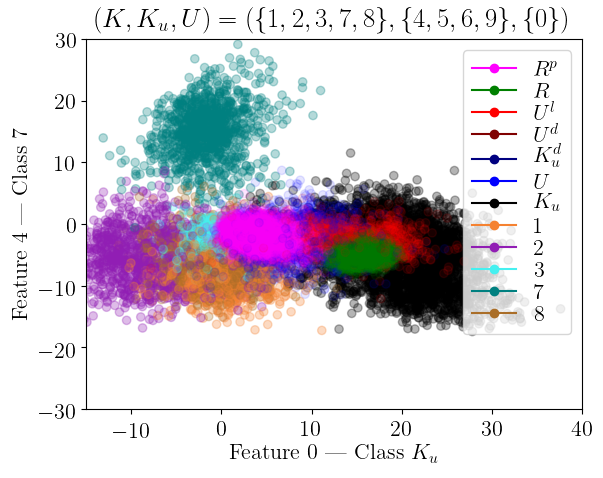 (K, K_u, U) = ({1, 2, 3, 7, 8}, {4, 5, 6, 9}, {0})
30
20
10
0
−10
−20
−30
Feature 4 — Class 7
−10
0
10
20
30
40
Feature 0 — Class K_u
R^p
R
U^l
U^d
K_u^d
U
K_u
1
2
3
7
8